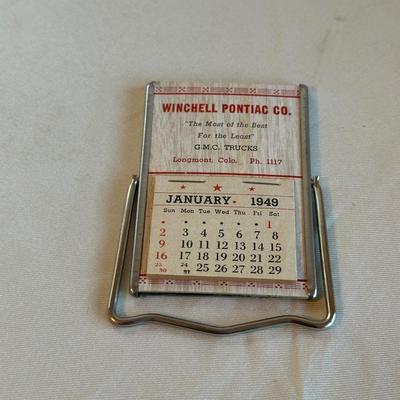 WINCHELL PONTIAC CO.
"The Most of the Best
For the Least"
G.M.C. TRUCKS
Longmont, Colo. Ph. 1117
JANUARY 1949
Sun Mon Tue Wed Thu Fri Sat
1
2 3 4 5 6 7 8
9 10 11 12 13 14 15
16 17 18 19 20 21 22
23 24 25 26 27 28 29
30 31